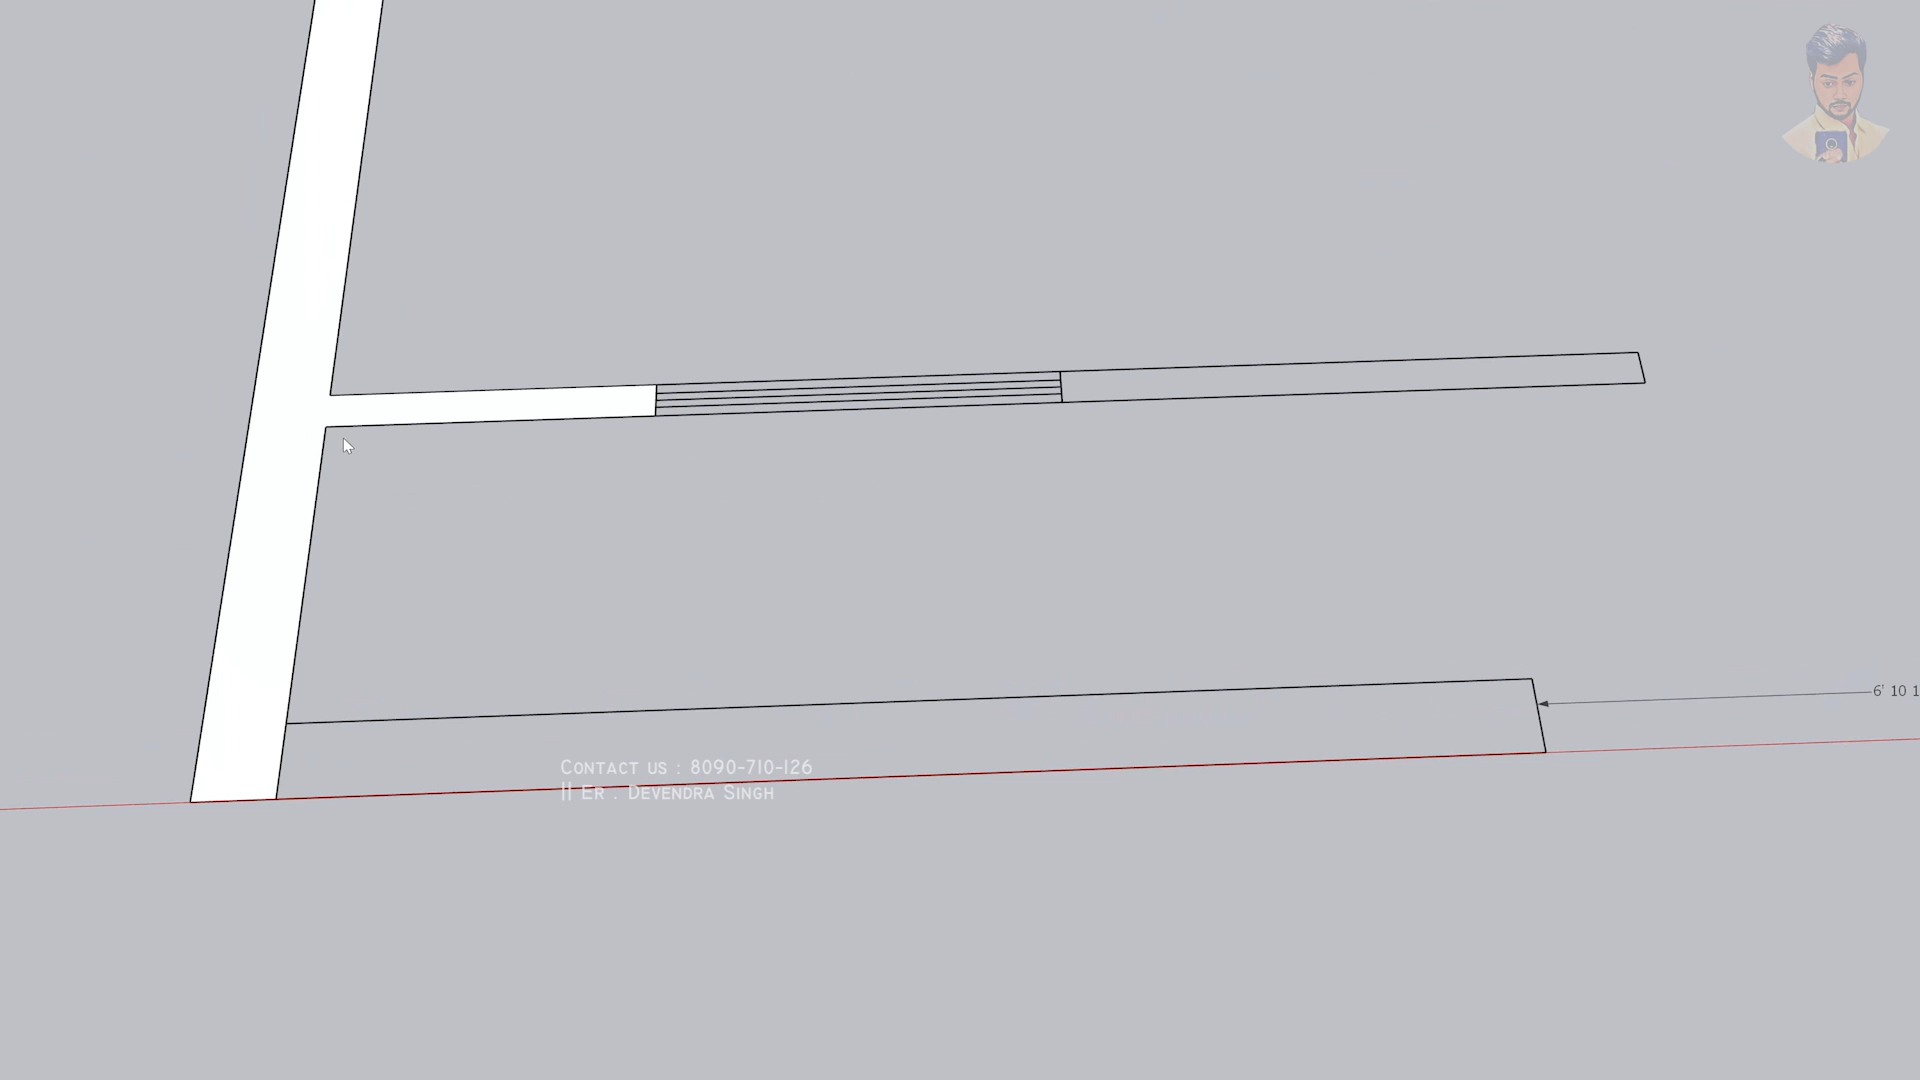 6' 10 1
Contact us : 8090-710-126
|| Er . Devendra Singh